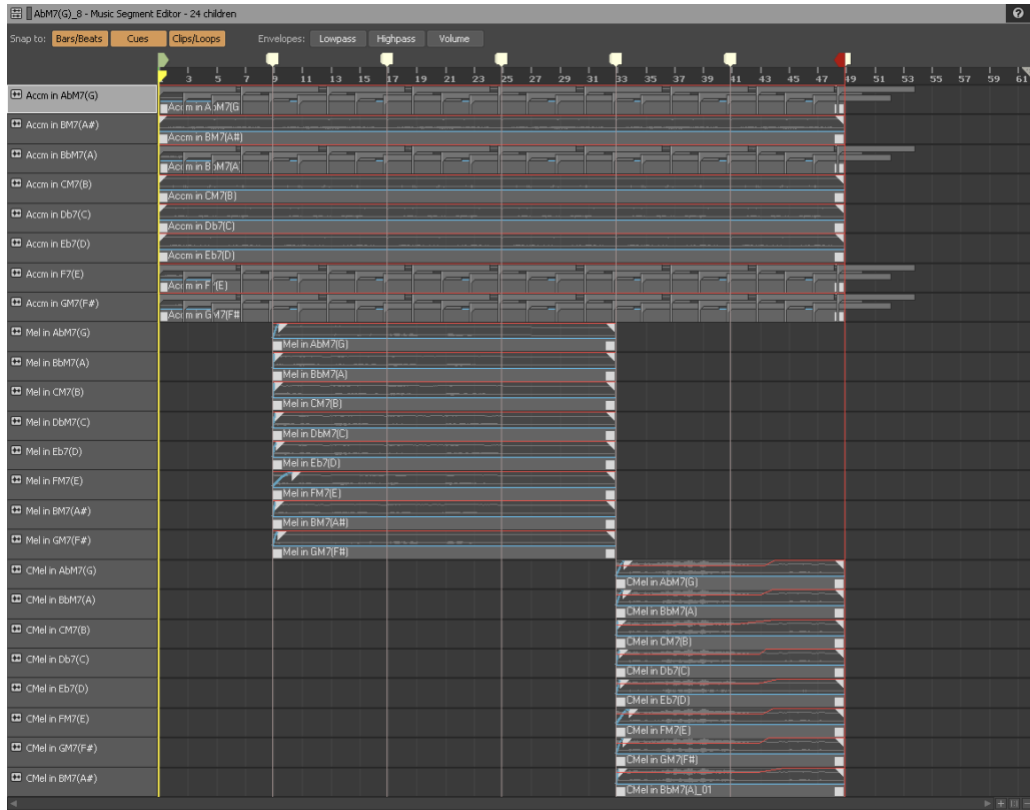 AbM7(G)_8 - Music Segment Editor - 24 children
Snap to: Bars/Beats Cues Clips/Loops Envelopes: Lowpass Highpass Volume
3 5 7 9 11 13 15 17 19 21 23 25 27 29 31 33 35 37 39 41 43 45 47 49 51 53 55 57 59 61
Accm in AbM7(G)
Accm in BM7(A#) Accm in BM7(A#)
Accm in BbM7(A)
Accm in CM7(B) Accm in CM7(B)
Accm in Db7(C) Accm in Db7(C)
Accm in Eb7(D) Accm in Eb7(D)
Accm in F7(E)
Accm in GM7(F#)
Mel in AbM7(G) Mel in AbM7(G)
Mel in BbM7(A) Mel in BbM7(A)
Mel in CM7(B) Mel in CM7(B)
Mel in DbM7(C) Mel in DbM7(C)
Mel in Eb7(D) Mel in Eb7(D)
Mel in FM7(E) Mel in FM7(E)
Mel in BM7(A#) Mel in BM7(A#)
Mel in GM7(F#) Mel in GM7(F#)
CMel in AbM7(G) CMel in AbM7(G)
CMel in BbM7(A) CMel in BbM7(A)
CMel in CM7(B) CMel in CM7(B)
CMel in Db7(C) CMel in Db7(C)
CMel in Eb7(D) CMel in Eb7(D)
CMel in FM7(E) CMel in FM7(E)
CMel in GM7(F#) CMel in GM7(F#)
CMel in BM7(A#) CMel in BbM7(A)_01